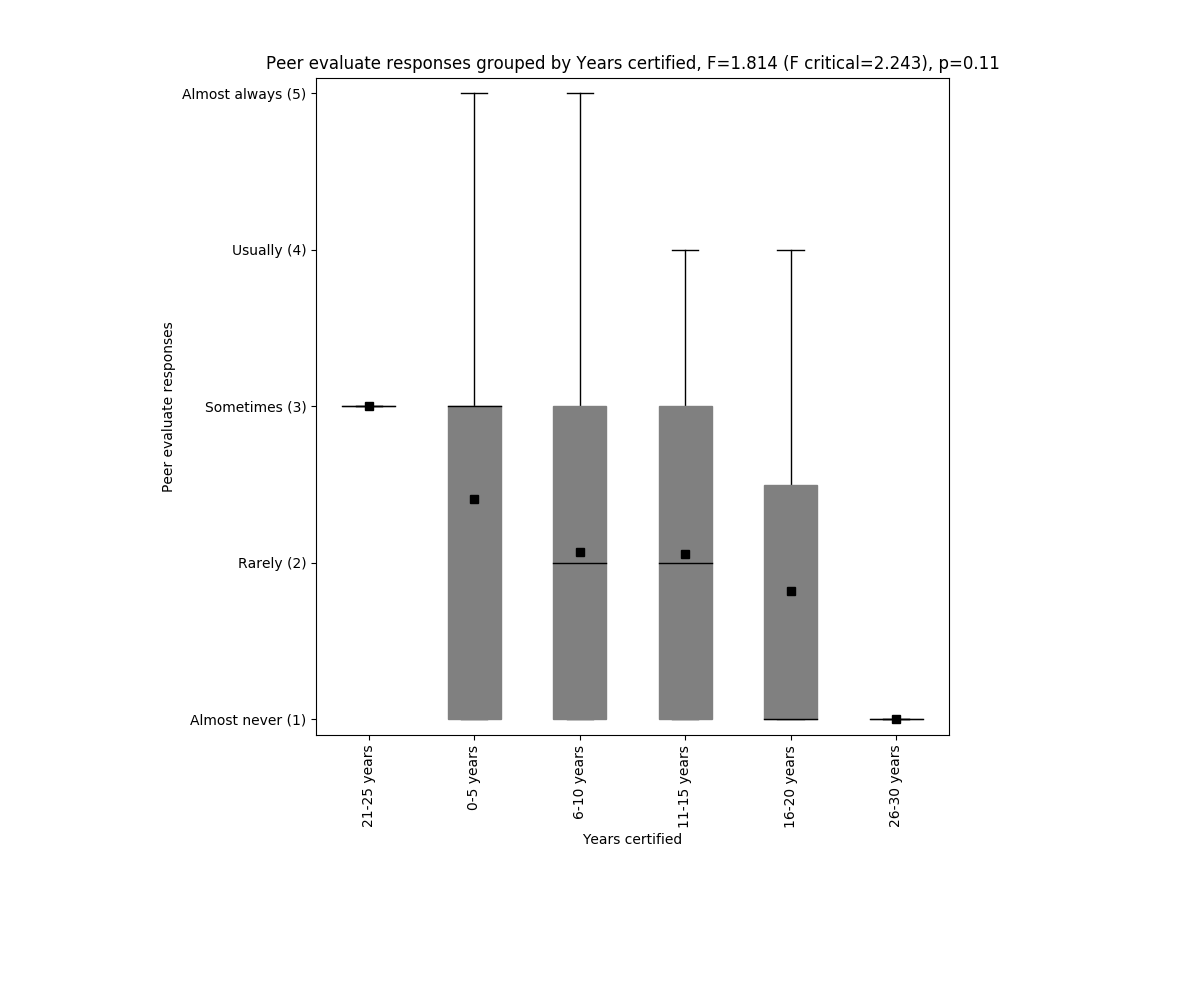 Peer evaluate responses grouped by Years certified, F=1.814 (F critical=2.243), p=0.11
Almost always (5)
Usually (4)
Sometimes (3)
Rarely (2)
Almost never (1)
Peer evaluate responses
21-25 years
0-5 years
6-10 years
11-15 years
16-20 years
26-30 years
Years certified